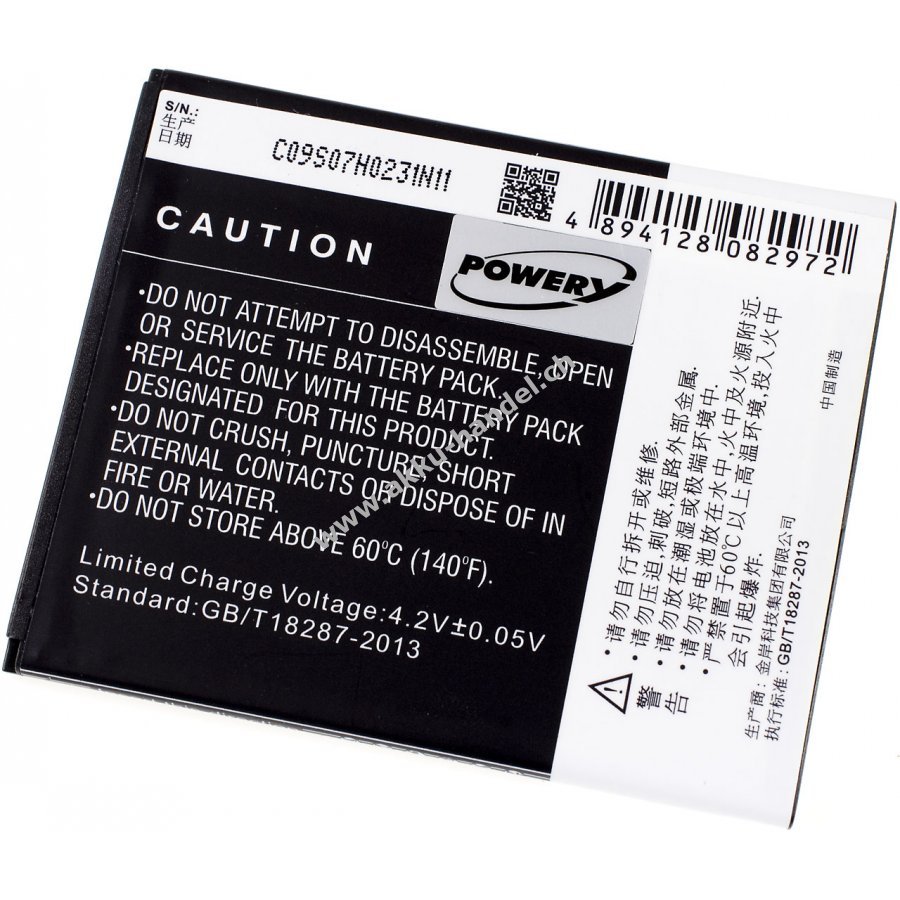 S/N.:
生产
日期
C09S07H0231N11
4 894128 082972
CAUTION
POWERY
•DO NOT ATTEMPT TO DISASSEMBLE, OPEN
OR SERVICE THE BATTERY PACK.
•REPLACE ONLY WITH THE BATTERY PACK
DESIGNATED FOR THIS PRODUCT.
•DO NOT CRUSH, PUNCTURE, SHORT
EXTERNAL CONTACTS OR DISPOSE OF IN
FIRE OR WATER.
•DO NOT STORE ABOVE 60°C (140°F).
Limited Charge Voltage:4.2V±0.05V
Standard:GB/T18287-2013
www.akkuhandel.ch
警告
•请勿自行拆开或维修.
•请勿压迫,刺破,短路外部金属.
•请勿放在潮湿或极端环境中.
•请勿将电池放在水中,火中及火源附近.
•严禁放置于60℃以上高温环境,投入火中
会引起爆炸.
生产商:金岸科技集团有限公司
执行标准:GB/T18287-2013
中国制造